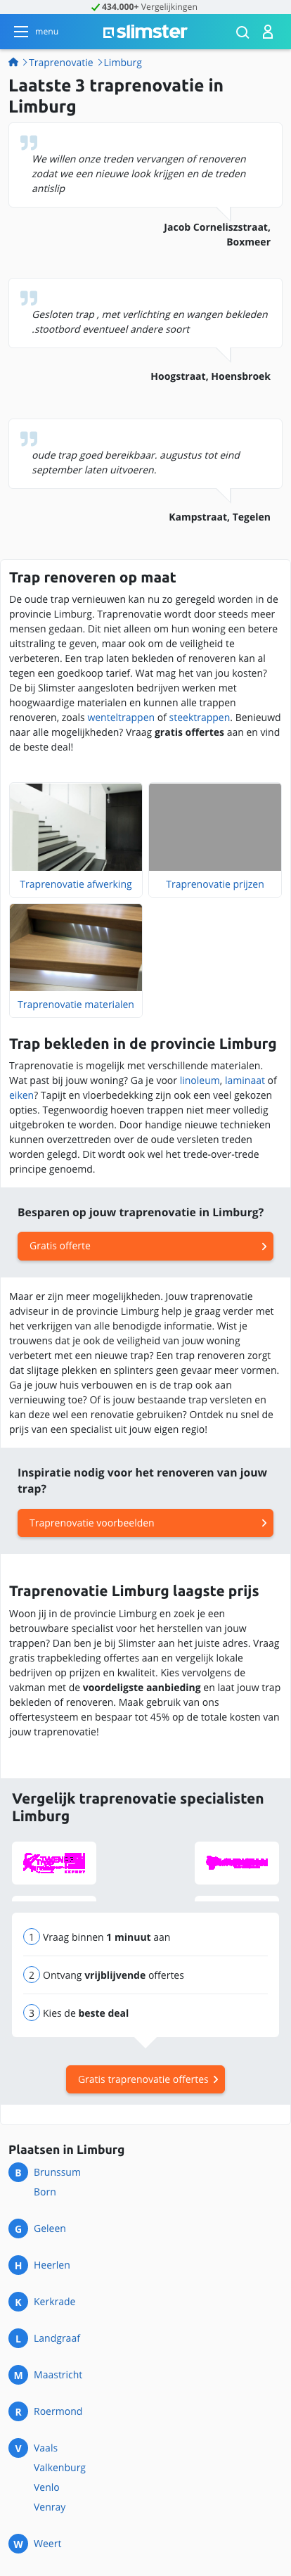 434.000+ Vergelijkingen
menu
slimster
Traprenovatie
Limburg
Laatste 3 traprenovatie in
Limburg
We willen onze treden vervangen of renoveren
zodat we een nieuwe look krijgen en de treden
antislip
Jacob Corneliszstraat,
Boxmeer
Gesloten trap , met verlichting en wangen bekleden
.stootbord eventueel andere soort
Hoogstraat, Hoensbroek
oude trap goed bereikbaar. augustus tot eind
september laten uitvoeren.
Kampstraat, Tegelen
Trap renoveren op maat
De oude trap vernieuwen kan nu zo geregeld worden in de
provincie Limburg. Traprenovatie wordt door steeds meer
mensen gedaan. Dit niet alleen om hun woning een betere
uitstraling te geven, maar ook om de veiligheid te
verbeteren. Een trap laten bekleden of renoveren kan al
tegen een goedkoop tarief. Wat mag het van jou kosten?
De bij Slimster aangesloten bedrijven werken met
hoogwaardige materialen en kunnen alle trappen
renoveren, zoals wenteltrappen of steektrappen. Benieuwd
naar alle mogelijkheden? Vraag gratis offertes aan en vind
de beste deal!
Traprenovatie afwerking
Traprenovatie prijzen
Traprenovatie materialen
Trap bekleden in de provincie Limburg
Traprenovatie is mogelijk met verschillende materialen.
Wat past bij jouw woning? Ga je voor linoleum, laminaat of
eiken? Tapijt en vloerbedekking zijn ook een veel gekozen
opties. Tegenwoordig hoeven trappen niet meer volledig
uitgebroken te worden. Door handige nieuwe technieken
kunnen overzettreden over de oude versleten treden
worden gelegd. Dit wordt ook wel het trede-over-trede
principe genoemd.
Besparen op jouw traprenovatie in Limburg?
Gratis offerte
Maar er zijn meer mogelijkheden. Jouw traprenovatie
adviseur in de provincie Limburg help je graag verder met
het verkrijgen van alle benodigde informatie. Wist je
trouwens dat je ook de veiligheid van jouw woning
verbetert met een nieuwe trap? Een trap renoveren zorgt
dat slijtage plekken en splinters geen gevaar meer vormen.
Ga je jouw huis verbouwen en is de trap ook aan
vernieuwing toe? Of is jouw bestaande trap versleten en
kan deze wel een renovatie gebruiken? Ontdek nu snel de
prijs van een specialist uit jouw eigen regio!
Inspiratie nodig voor het renoveren van jouw
trap?
Traprenovatie voorbeelden
Traprenovatie Limburg laagste prijs
Woon jij in de provincie Limburg en zoek je een
betrouwbare specialist voor het herstellen van jouw
trappen? Dan ben je bij Slimster aan het juiste adres. Vraag
gratis trapbekleding offertes aan en vergelijk lokale
bedrijven op prijzen en kwaliteit. Kies vervolgens de
vakman met de voordeligste aanbieding en laat jouw trap
bekleden of renoveren. Maak gebruik van ons
offertesysteem en bespaar tot 45% op de totale kosten van
jouw traprenovatie!
Vergelijk traprenovatie specialisten
Limburg
1 Vraag binnen 1 minuut aan
2 Ontvang vrijblijvende offertes
3 Kies de beste deal
Gratis traprenovatie offertes
Plaatsen in Limburg
B Brunssum
Born
G Geleen
H Heerlen
K Kerkrade
L Landgraaf
M Maastricht
R Roermond
V Vaals
Valkenburg
Venlo
Venray
W Weert